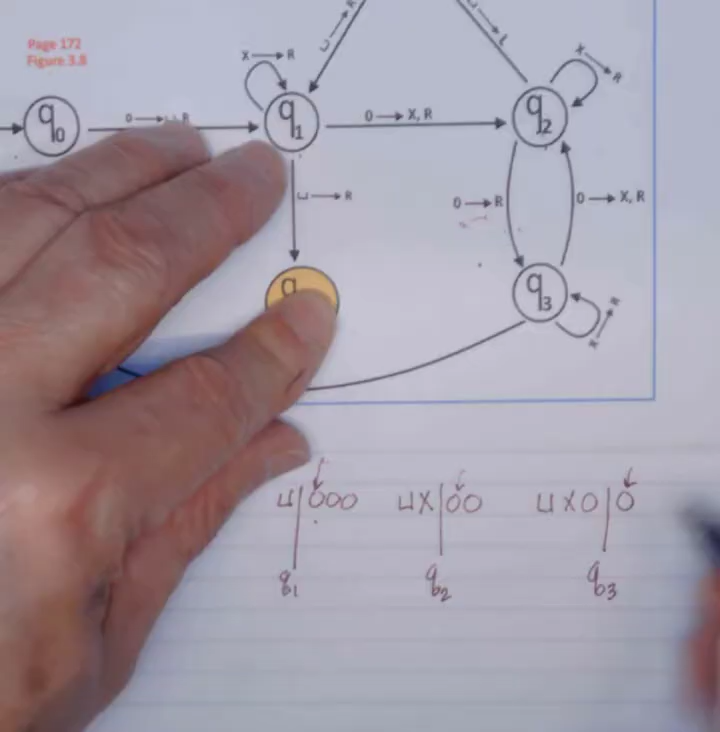 Page 172
Figure 3.8
⊔→R
⊔→L
x→R
x→R
q0
q1
0→x, R
q2
⊔→R
0→R
0→x, R
q3
x→R
⊔|000 ⊔x|00 ⊔x0|0
q1 q2 q3